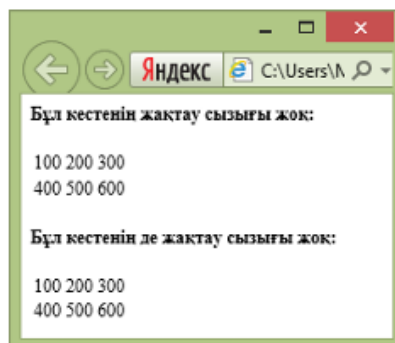 Яндекс C:\Users\
Бұл кестенің жақтау сызығы жоқ:
100 200 300
400 500 600
Бұл кестенің де жақтау сызығы жоқ:
100 200 300
400 500 600